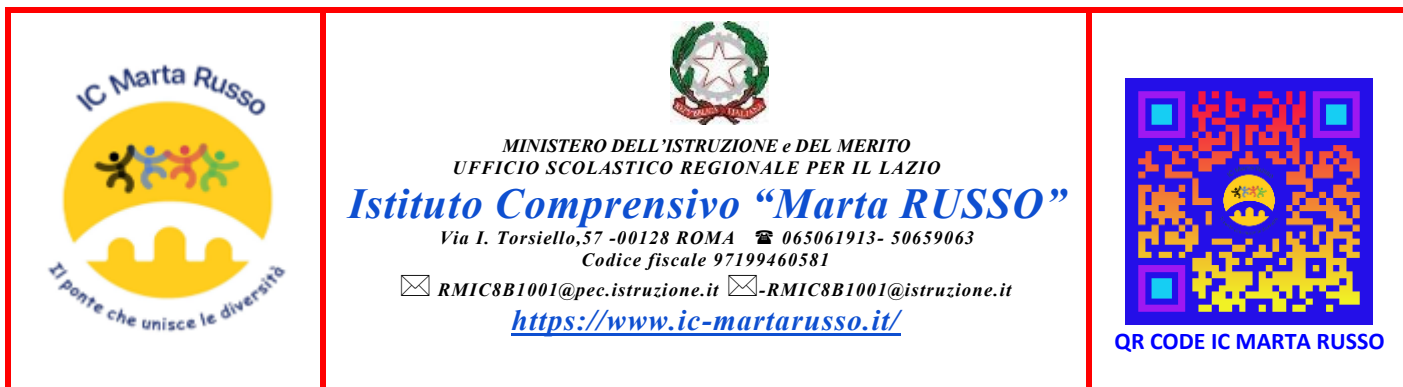 IC Marta Russo
Il ponte che unisce le diversità
MINISTERO DELL’ISTRUZIONE e DEL MERITO
UFFICIO SCOLASTICO REGIONALE PER IL LAZIO
Istituto Comprensivo “Marta RUSSO”
Via I. Torsiello,57 -00128 ROMA ☎ 065061913- 50659063
Codice fiscale 97199460581
✉ RMIC8B1001@pec.istruzione.it ✉-RMIC8B1001@istruzione.it
https://www.ic-martarusso.it/
QR CODE IC MARTA RUSSO